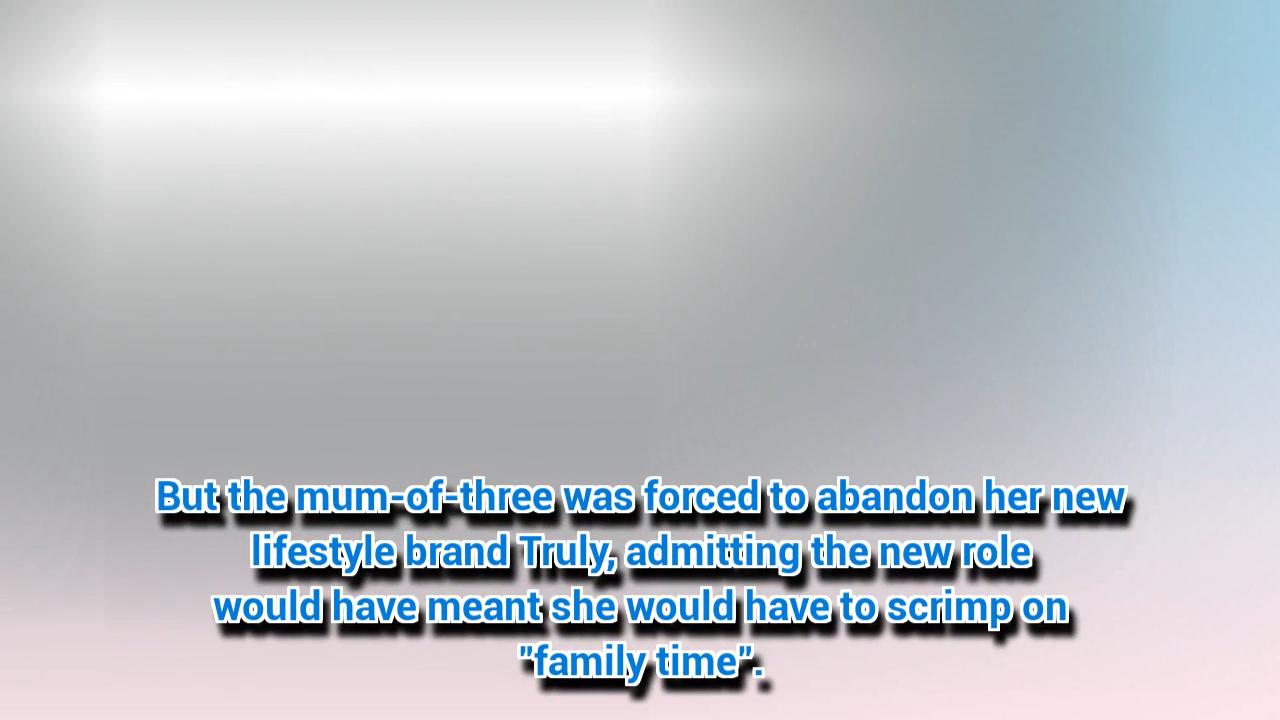 But the mum-of-three was forced to abandon her new
lifestyle brand Truly, admitting the new role
would have meant she would have to scrimp on
"family time".